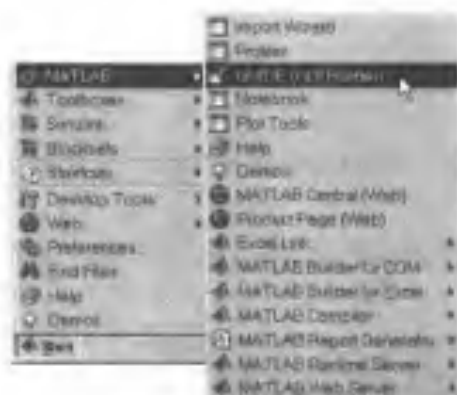 MATLAB
Toolboxes
Simulink
Blocksets
Shortcuts
Desktop Tools
Web
Preferences...
Find Files
Help
Demos
Start
Import Wizard
Profiler
GUIDE (GUI Builder)
Notebook
Plot Tools
Help
Demos
MATLAB Central (Web)
Product Page (Web)
Excel Link
MATLAB Builder for COM
MATLAB Builder for Excel
MATLAB Compiler
MATLAB Report Generator
MATLAB Runtime Server
MATLAB Web Server